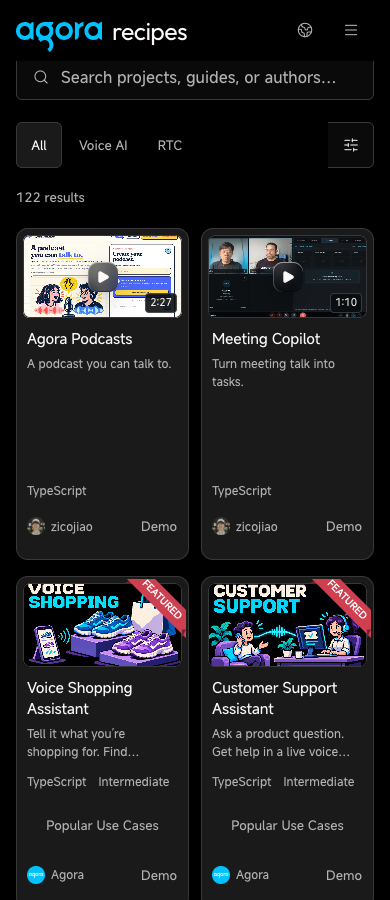 agora recipes
Search projects, guides, or authors...
All
Voice AI
RTC
122 results
A podcast
you can talk to.
Create your
podcast.
2:27
1:10
Agora Podcasts
A podcast you can talk to.
TypeScript
zicojiao
Demo
Meeting Copilot
Turn meeting talk into
tasks.
TypeScript
zicojiao
Demo
VOICE
SHOPPING
FEATURED
Voice Shopping
Assistant
Tell it what you're
shopping for. Find...
TypeScript Intermediate
Popular Use Cases
Agora
Demo
CUSTOMER
SUPPORT
FEATURED
Customer Support
Assistant
Ask a product question.
Get help in a live voice...
TypeScript Intermediate
Popular Use Cases
Agora
Demo